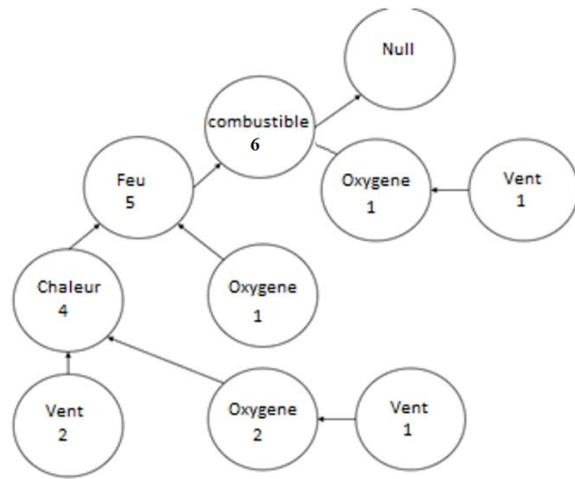 Null
combustible
6
Oxygene
1
Vent
1
Feu
5
Chaleur
4
Oxygene
1
Vent
2
Oxygene
2
Vent
1